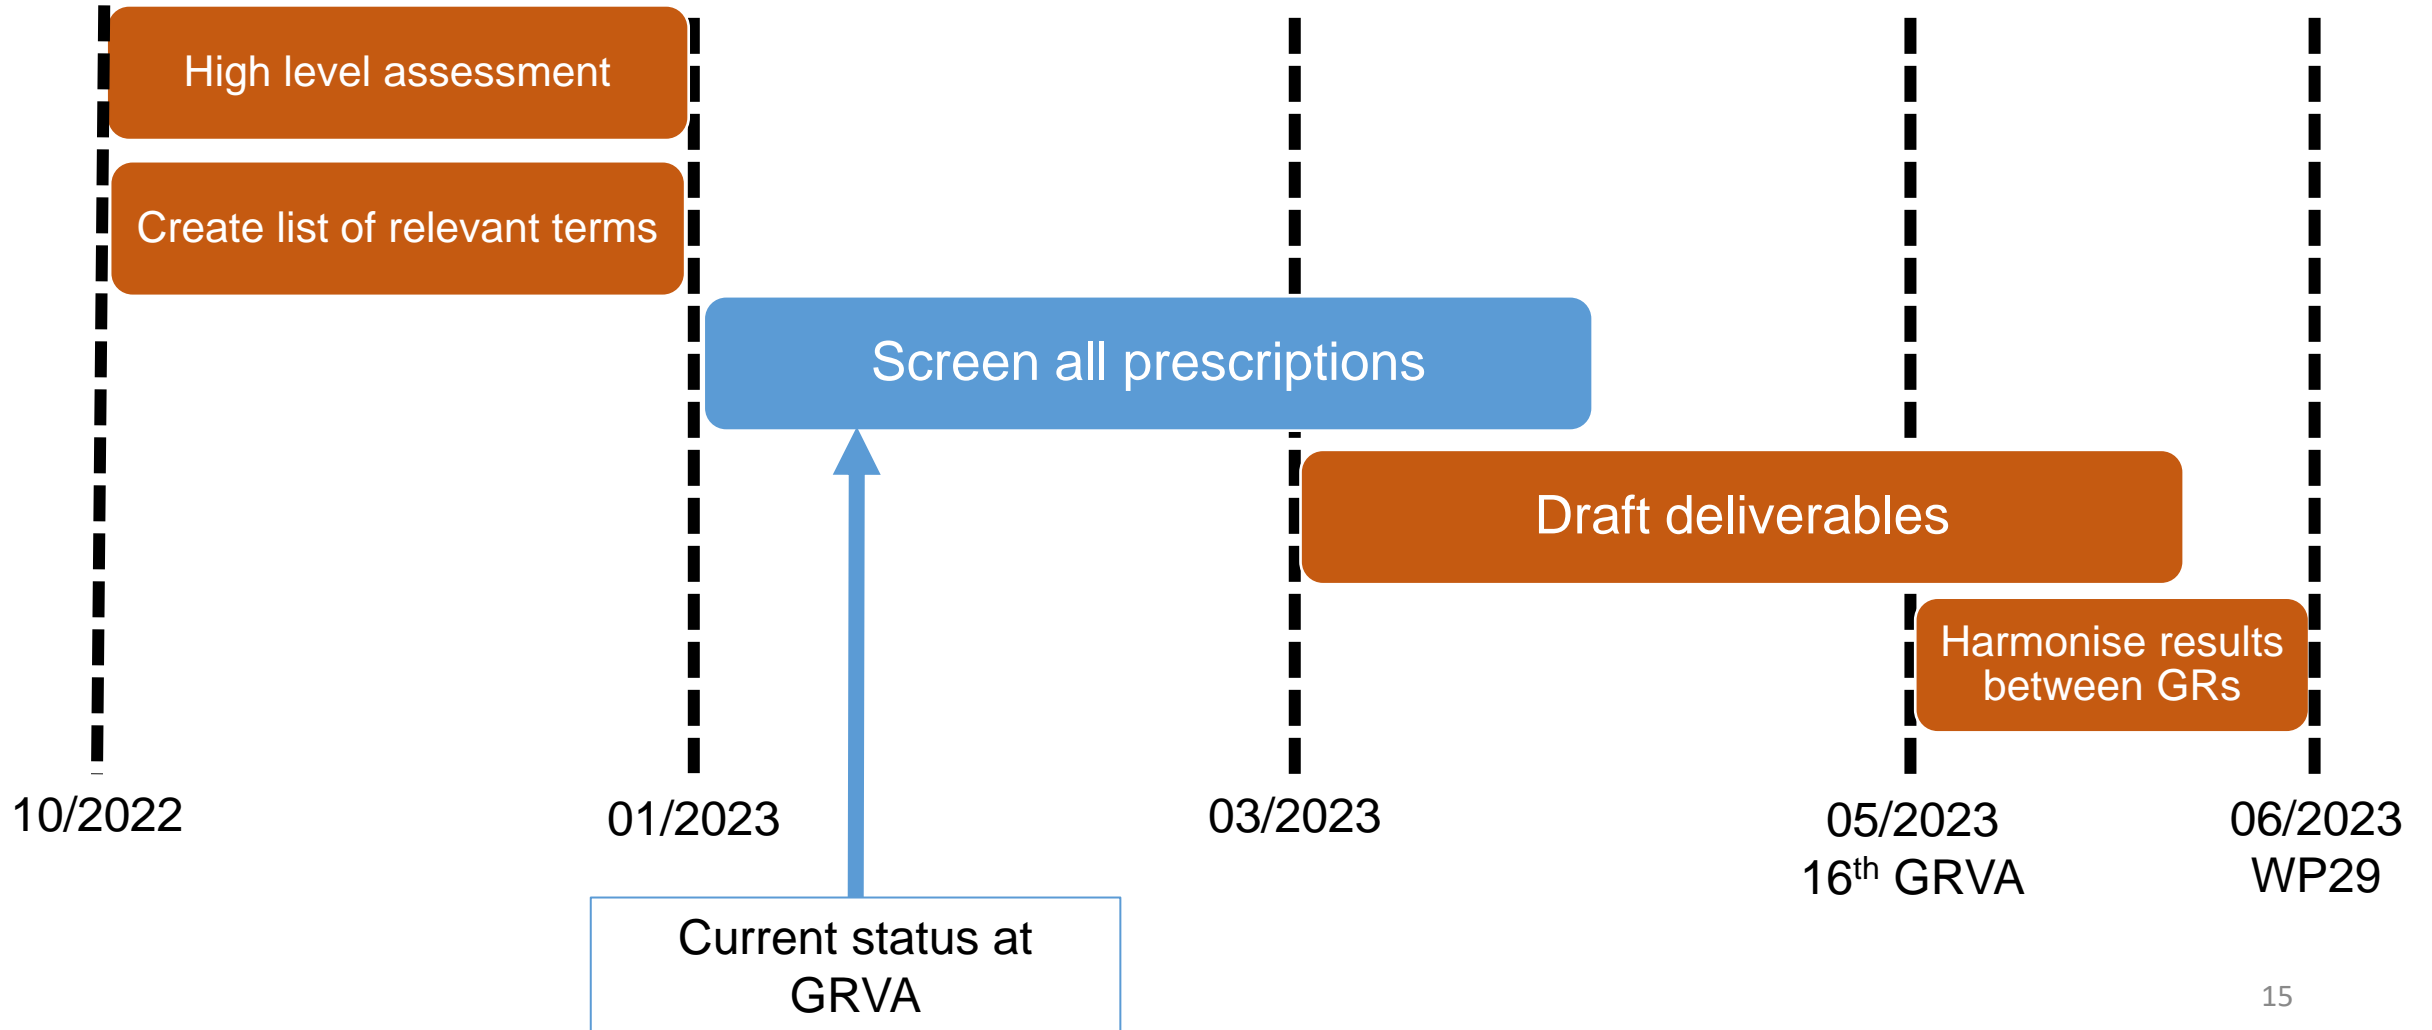 High level assessment
Create list of relevant terms
Screen all prescriptions
Draft deliverables
Harmonise results
between GRs
10/2022
01/2023
03/2023
05/2023
16th GRVA
06/2023
WP29
Current status at
GRVA
15